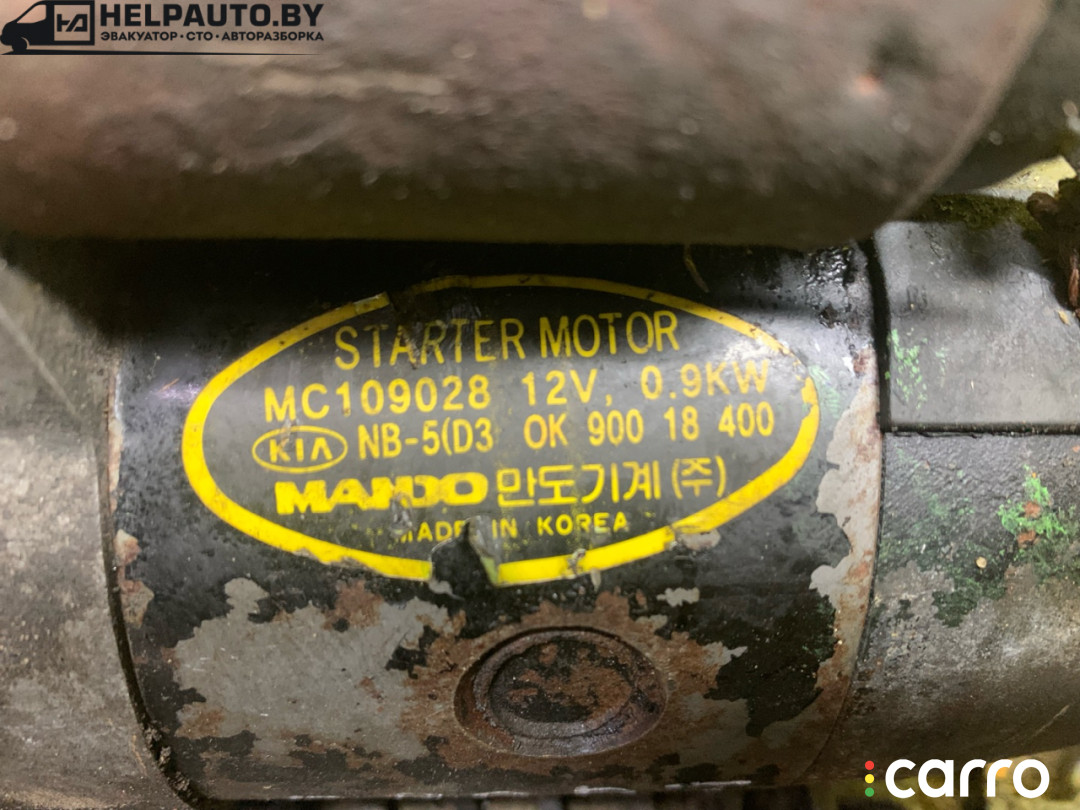 HELPAUTO.BY
ЭВАКУАТОР · СТО · АВТОРАЗБОРКА
STARTER MOTOR
MC109028 12V, 0.9KW
KIA NB-5(D3 OK 900 18 400
MANDO 만도기계(주)
MADE IN KOREA
carro